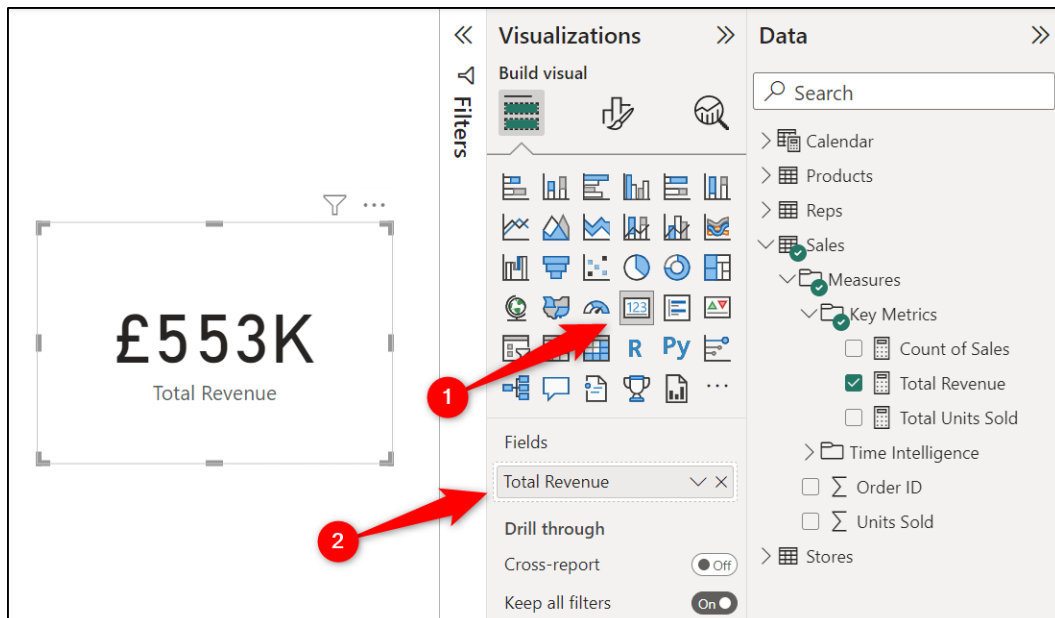 Filters
£553K
Total Revenue
Visualizations
Build visual
123
R
Py
Fields
Total Revenue
Drill through
Cross-report
Off
Keep all filters
On
1
2
Data
Search
Calendar
Products
Reps
Sales
Measures
Key Metrics
Count of Sales
Total Revenue
Total Units Sold
Time Intelligence
Order ID
Units Sold
Stores